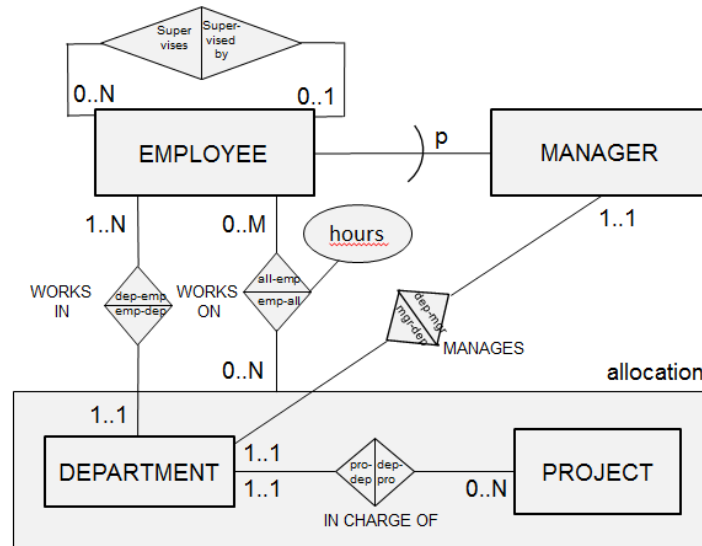 Super
vises
Super-
vised
by
0..N
0..1
EMPLOYEE
p
MANAGER
1..N
0..M
hours
1..1
WORKS
IN
dep-emp
emp-dep
WORKS
ON
all-emp
emp-all
dep-mgr
mgr-dep
MANAGES
0..N
allocation
1..1
DEPARTMENT
1..1
1..1
pro-
dep
dep-
pro
0..N
PROJECT
IN CHARGE OF